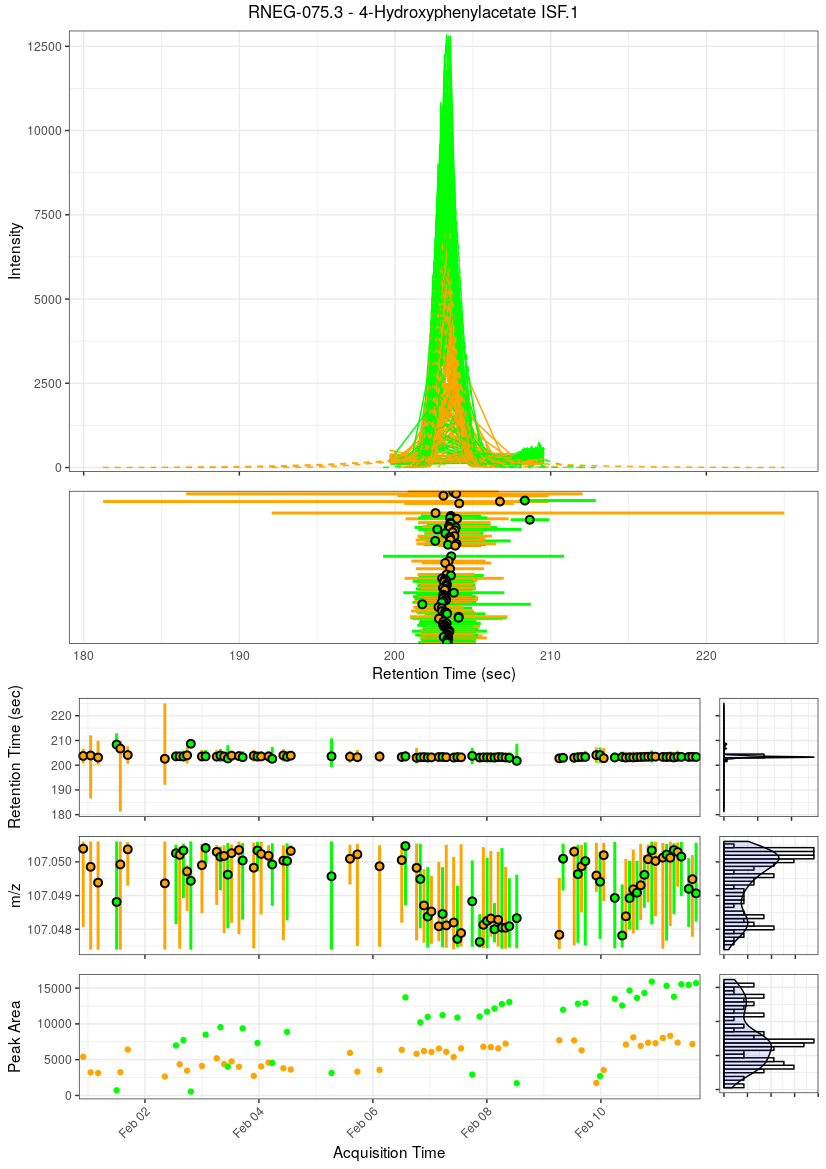 RNEG-075.3 - 4-Hydroxyphenylacetate ISF.1
12500
10000
7500
5000
2500
0
Intensity
180
190
200
210
220
Retention Time (sec)
220
210
200
190
180
Retention Time (sec)
107.050
107.049
107.048
m/z
15000
10000
5000
0
Peak Area
Feb 02
Feb 04
Feb 06
Feb 08
Feb 10
Acquisition Time